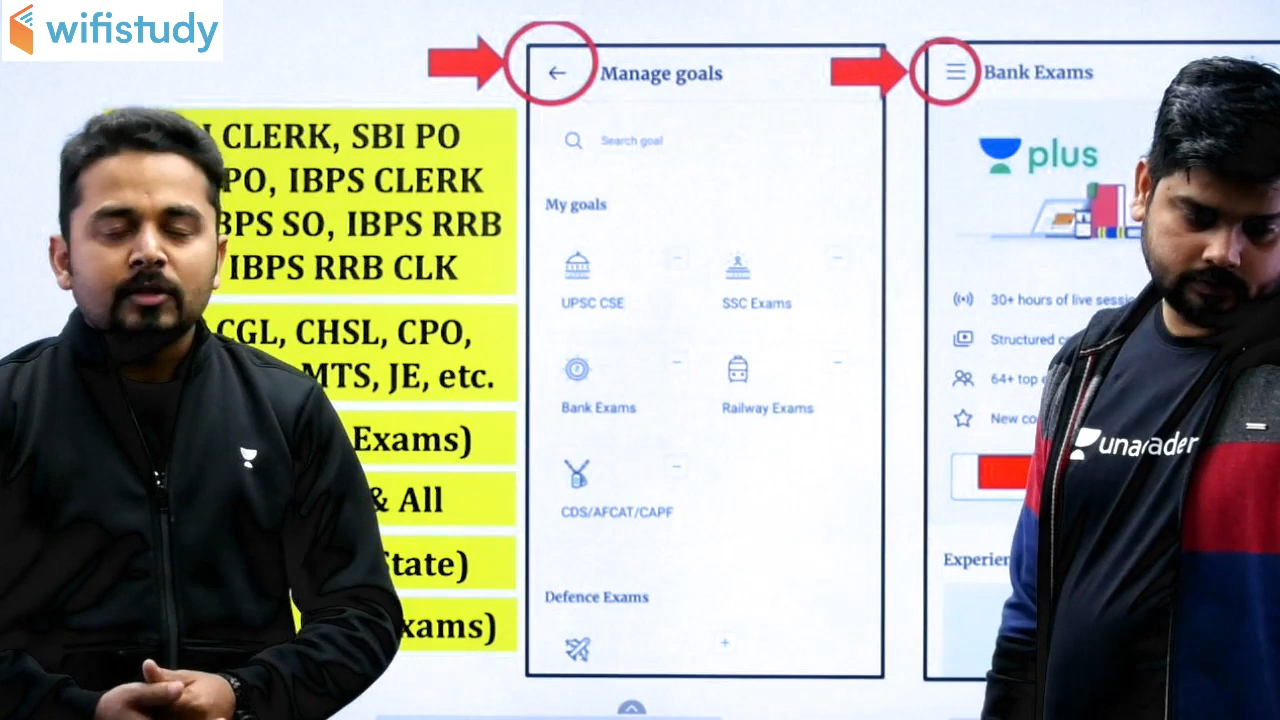 wifistudy
CLERK, SBI PO
PO, IBPS CLERK
BPS SO, IBPS RRB
IBPS RRB CLK
CGL, CHSL, CPO,
MTS, JE, etc.
Exams)
& All
State)
xams)
Manage goals
Search goal
My goals
UPSC CSE
SSC Exams
Bank Exams
Railway Exams
CDS/AFCAT/CAPF
Defence Exams
Bank Exams
plus
30+ hours of live sessio
Structured
64+ top
New co
Experien
unacader